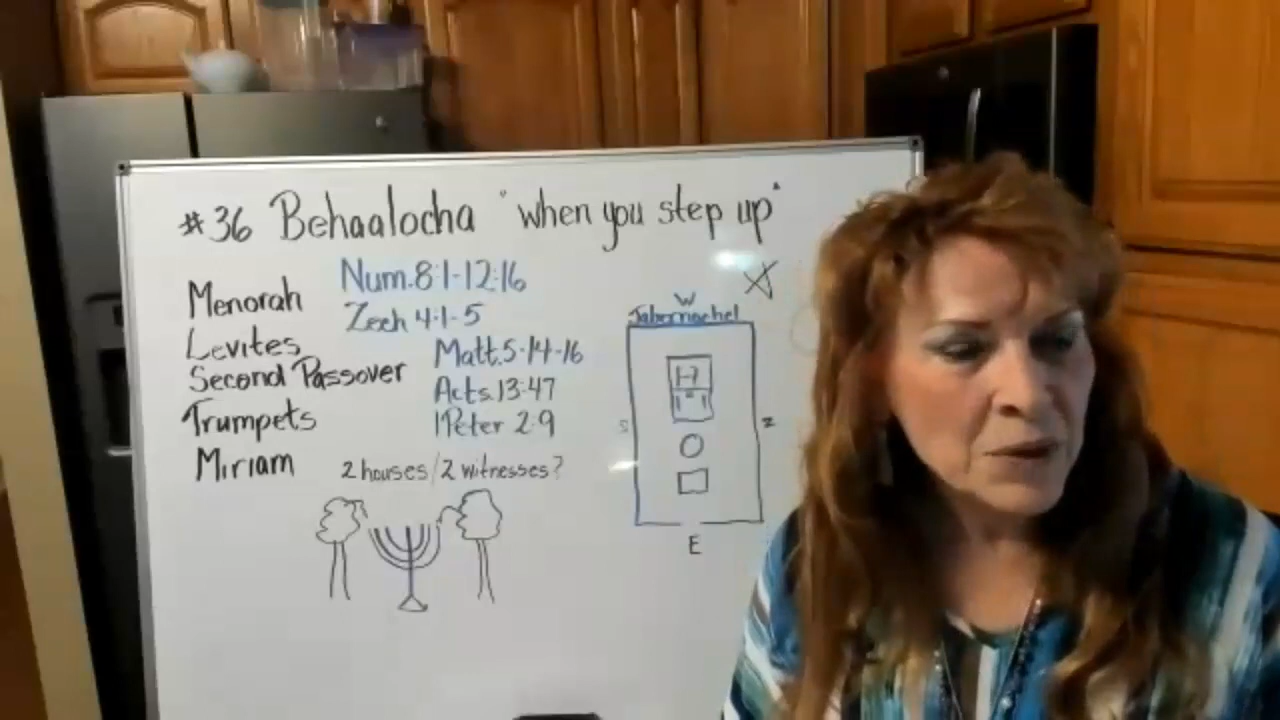 #36 Behaalocha "when you step up"
Menorah
Num.8:1-12:16
Zech 4:1-5
Levites
Matt.5-14-16
Second Passover
Acts.13:47
Trumpets
1Peter 2:9
Miriam
2 houses/2 witnesses?
W
Tabernachel
S
N
E